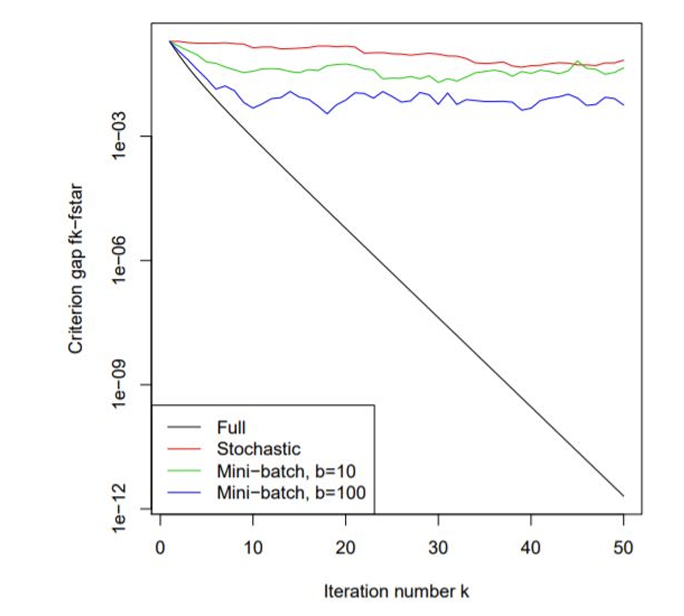 Criterion gap fk−fstar
1e−03
1e−06
1e−09
1e−12
Full
Stochastic
Mini−batch, b=10
Mini−batch, b=100
0 10 20 30 40 50
Iteration number k